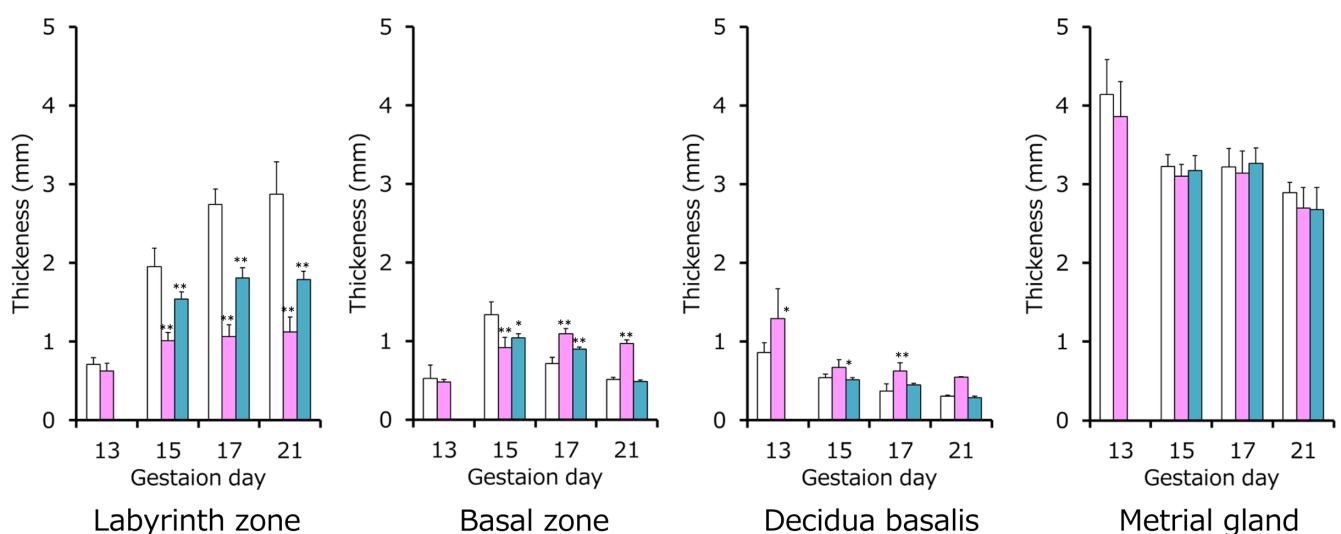 Thickeness (mm)
5
4
3
2
1
0
**
**
**
**
**
**
13 15 17 21
Gestaion day
Labyrinth zone
Thickeness (mm)
5
4
3
2
1
0
**
*
**
**
**
13 15 17 21
Gestaion day
Basal zone
Thickeness (mm)
5
4
3
2
1
0
*
*
**
13 15 17 21
Gestaion day
Decidua basalis
Thickeness (mm)
5
4
3
2
1
0
13 15 17 21
Gestaion day
Metrial gland